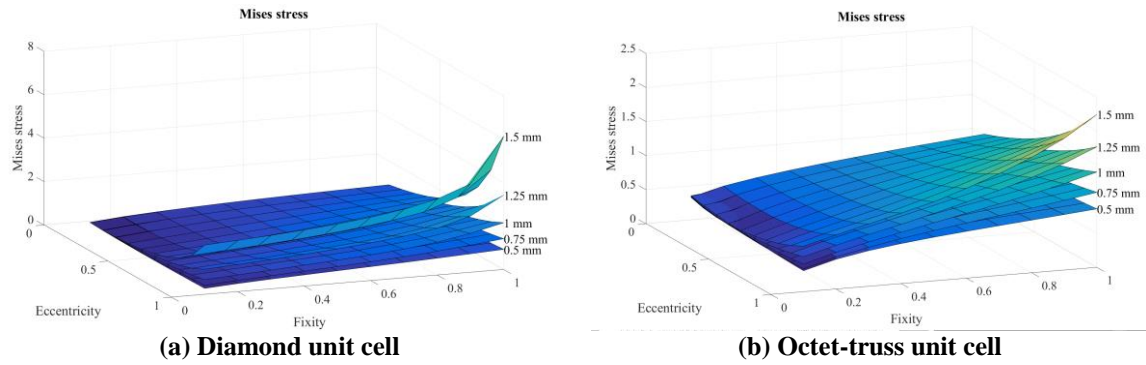 Mises stress
8
6
4
2
0
Mises stress
0
0.5
1
Eccentricity
0
0.2
0.4
0.6
0.8
1
Fixity
1.5 mm
1.25 mm
1 mm
0.75 mm
0.5 mm
(a) Diamond unit cell
Mises stress
2.5
2
1.5
1
0.5
0
Mises stress
0
0.5
1
Eccentricity
0
0.2
0.4
0.6
0.8
1
Fixity
1.5 mm
1.25 mm
1 mm
0.75 mm
0.5 mm
(b) Octet-truss unit cell